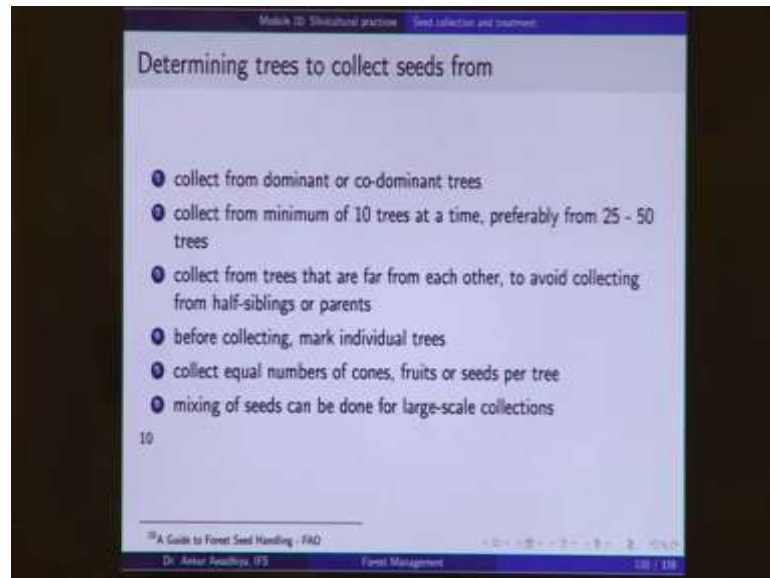 Module 10: Silvicultural practices Seed collection and treatment
Determining trees to collect seeds from
collect from dominant or co-dominant trees
collect from minimum of 10 trees at a time, preferably from 25 - 50
trees
collect from trees that are far from each other, to avoid collecting
from half-siblings or parents
before collecting, mark individual trees
collect equal numbers of cones, fruits or seeds per tree
mixing of seeds can be done for large-scale collections
10
10 A Guide to Forest Seed Handling - FAO
Dr. Ankur Awadhiya, IFS Forest Management